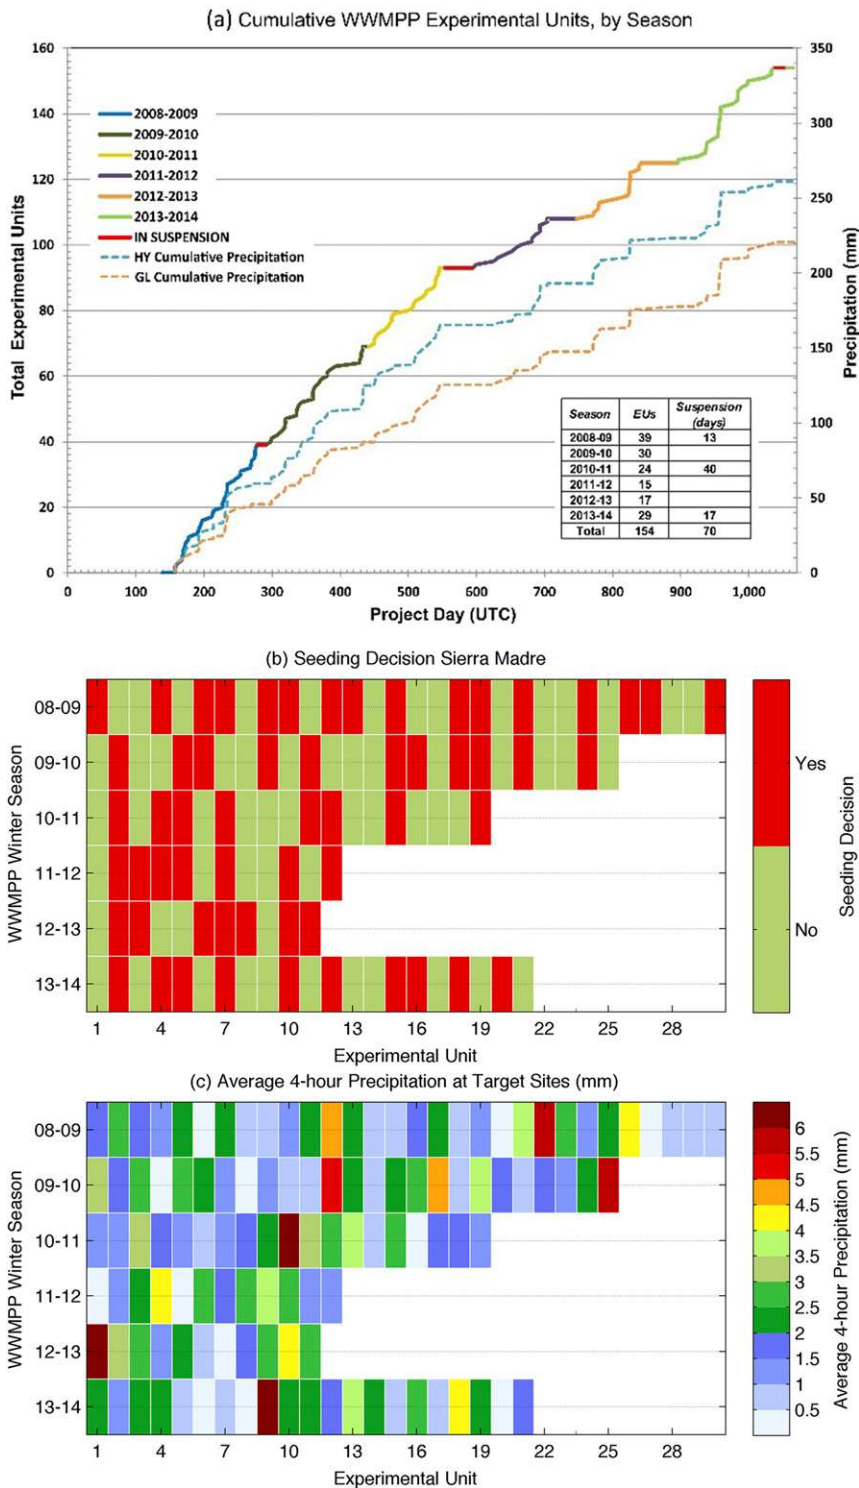 (a) Cumulative WWMPP Experimental Units, by Season
160
140
120
100
80
60
40
20
0
Total Experimental Units
350
300
250
200
150
100
50
0
Precipitation (mm)
2008-2009
2009-2010
2010-2011
2011-2012
2012-2013
2013-2014
IN SUSPENSION
HY Cumulative Precipitation
GL Cumulative Precipitation
Season EUs Suspension (days)
2008-09 39 13
2009-10 30
2010-11 24 40
2011-12 15
2012-13 17
2013-14 29 17
Total 154 70
0 100 200 300 400 500 600 700 800 900 1,000
Project Day (UTC)
(b) Seeding Decision Sierra Madre
WWMPP Winter Season
08-09
09-10
10-11
11-12
12-13
13-14
1 4 7 10 13 16 19 22 25 28
Experimental Unit
Yes
No
Seeding Decision
(c) Average 4-hour Precipitation at Target Sites (mm)
WWMPP Winter Season
08-09
09-10
10-11
11-12
12-13
13-14
1 4 7 10 13 16 19 22 25 28
Experimental Unit
6
5.5
5
4.5
4
3.5
3
2.5
2
1.5
1
0.5
Average 4-hour Precipitation (mm)